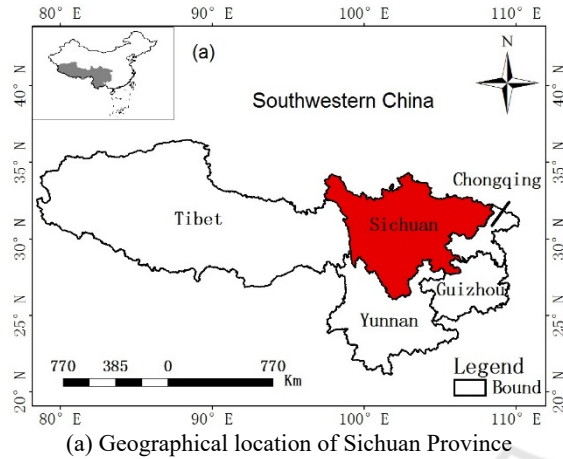 80° E 90° E 100° E 110° E
(a)
N
Southwestern China
40° N
40° N
35° N
35° N
Chongqing
Tibet
Sichuan
30° N
30° N
Guizhou
Yunnan
25° N
25° N
770 385 0 770
Km
Legend
Bound
20° N
20° N
80° E 90° E 100° E 110° E
(a) Geographical location of Sichuan Province